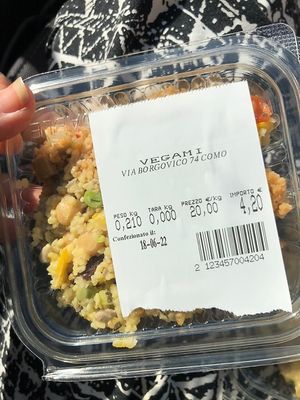 VEGAMI
VIA BORGOVICO 74 COMO
PESO kg TARA kg PREZZO €/kg IMPORTO €
0,210 0,000 20,00 4,20
Confezionato il:
18-06-22
2 123457004204